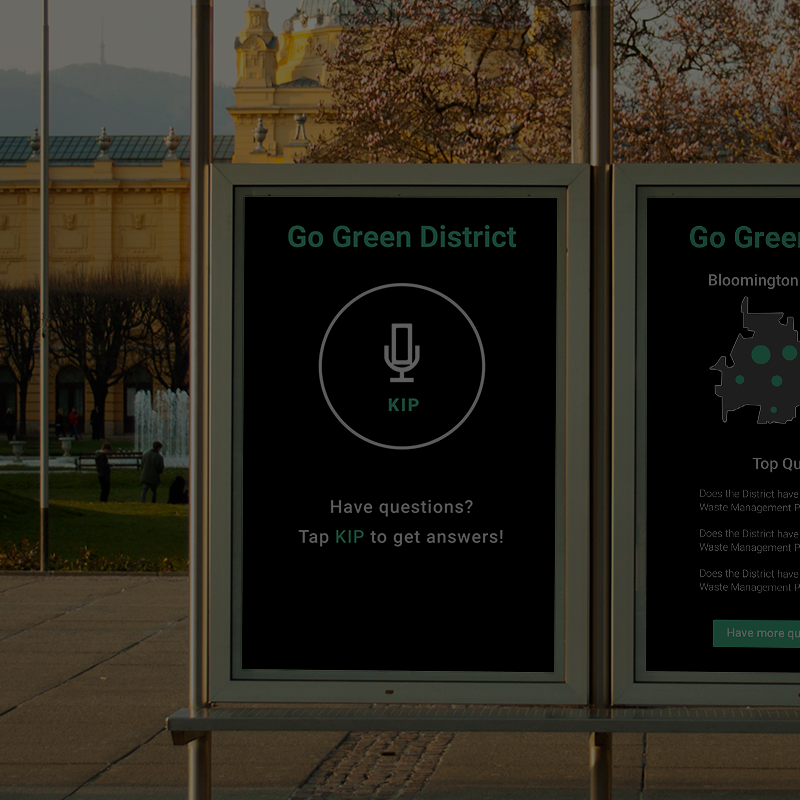 Go Green District
KIP
Have questions?
Tap KIP to get answers!
Go Green
Bloomington
Top Qu
Does the District have
Waste Management P
Does the District have
Waste Management P
Does the District have
Waste Management P
Have more qu